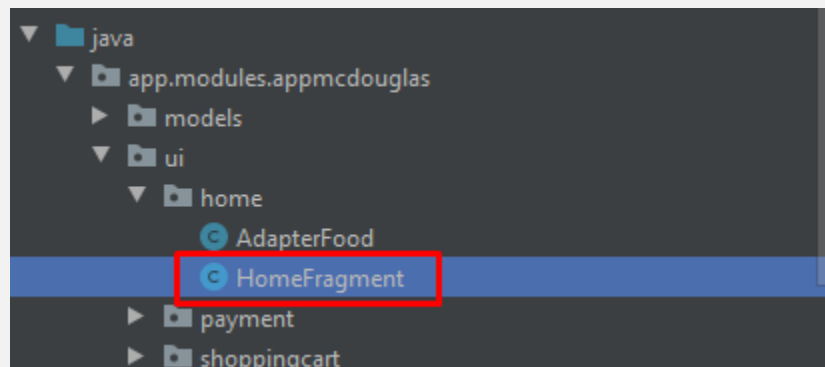 java
app.modules.appmcdouglas
models
ui
home
C AdapterFood
C HomeFragment
payment
shoppingcart